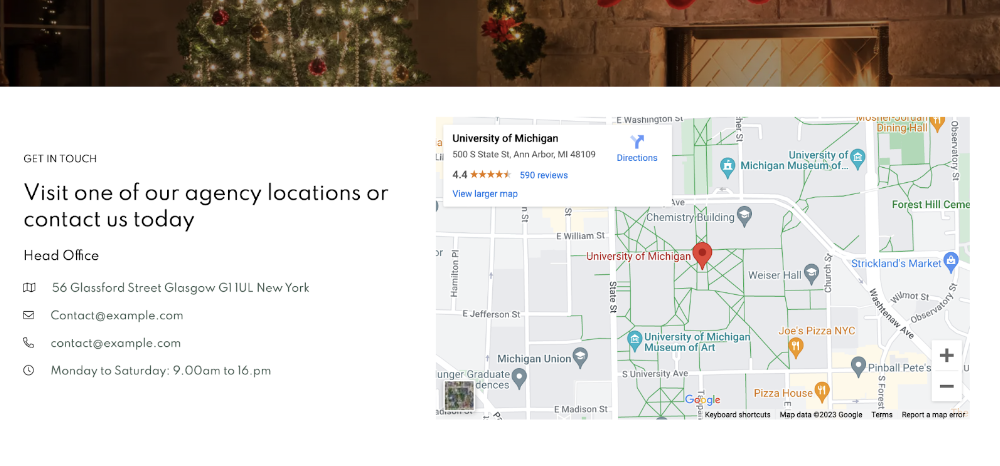 GET IN TOUCH
Visit one of our agency locations or
contact us today
Head Office
56 Glassford Street Glasgow G1 1UL New York
Contact@example.com
contact@example.com
Monday to Saturday: 9.00am to 16.pm
University of Michigan
500 S State St, Ann Arbor, MI 48109
4.4
590 reviews
View larger map
Directions
E Washington St
Dining Hall
Observatory St
University of
Michigan Museum of...
Forest Hill Ceme
Chemistry Building
E William St
University of Michigan
Strickland's Market
Weiser Hall
Church St
Hamilton Pl
State St
Washtenaw Ave
Wilmot St
Observatory St
E Jefferson St
Joe's Pizza NYC
University of Michigan
Museum of Art
Michigan Union
S University Ave
Pinball Pete's
unger Graduate
dences
Pizza House
S Forest
E Madison St
Google
Keyboard shortcuts
Map data ©2023 Google
Terms
Report a map error